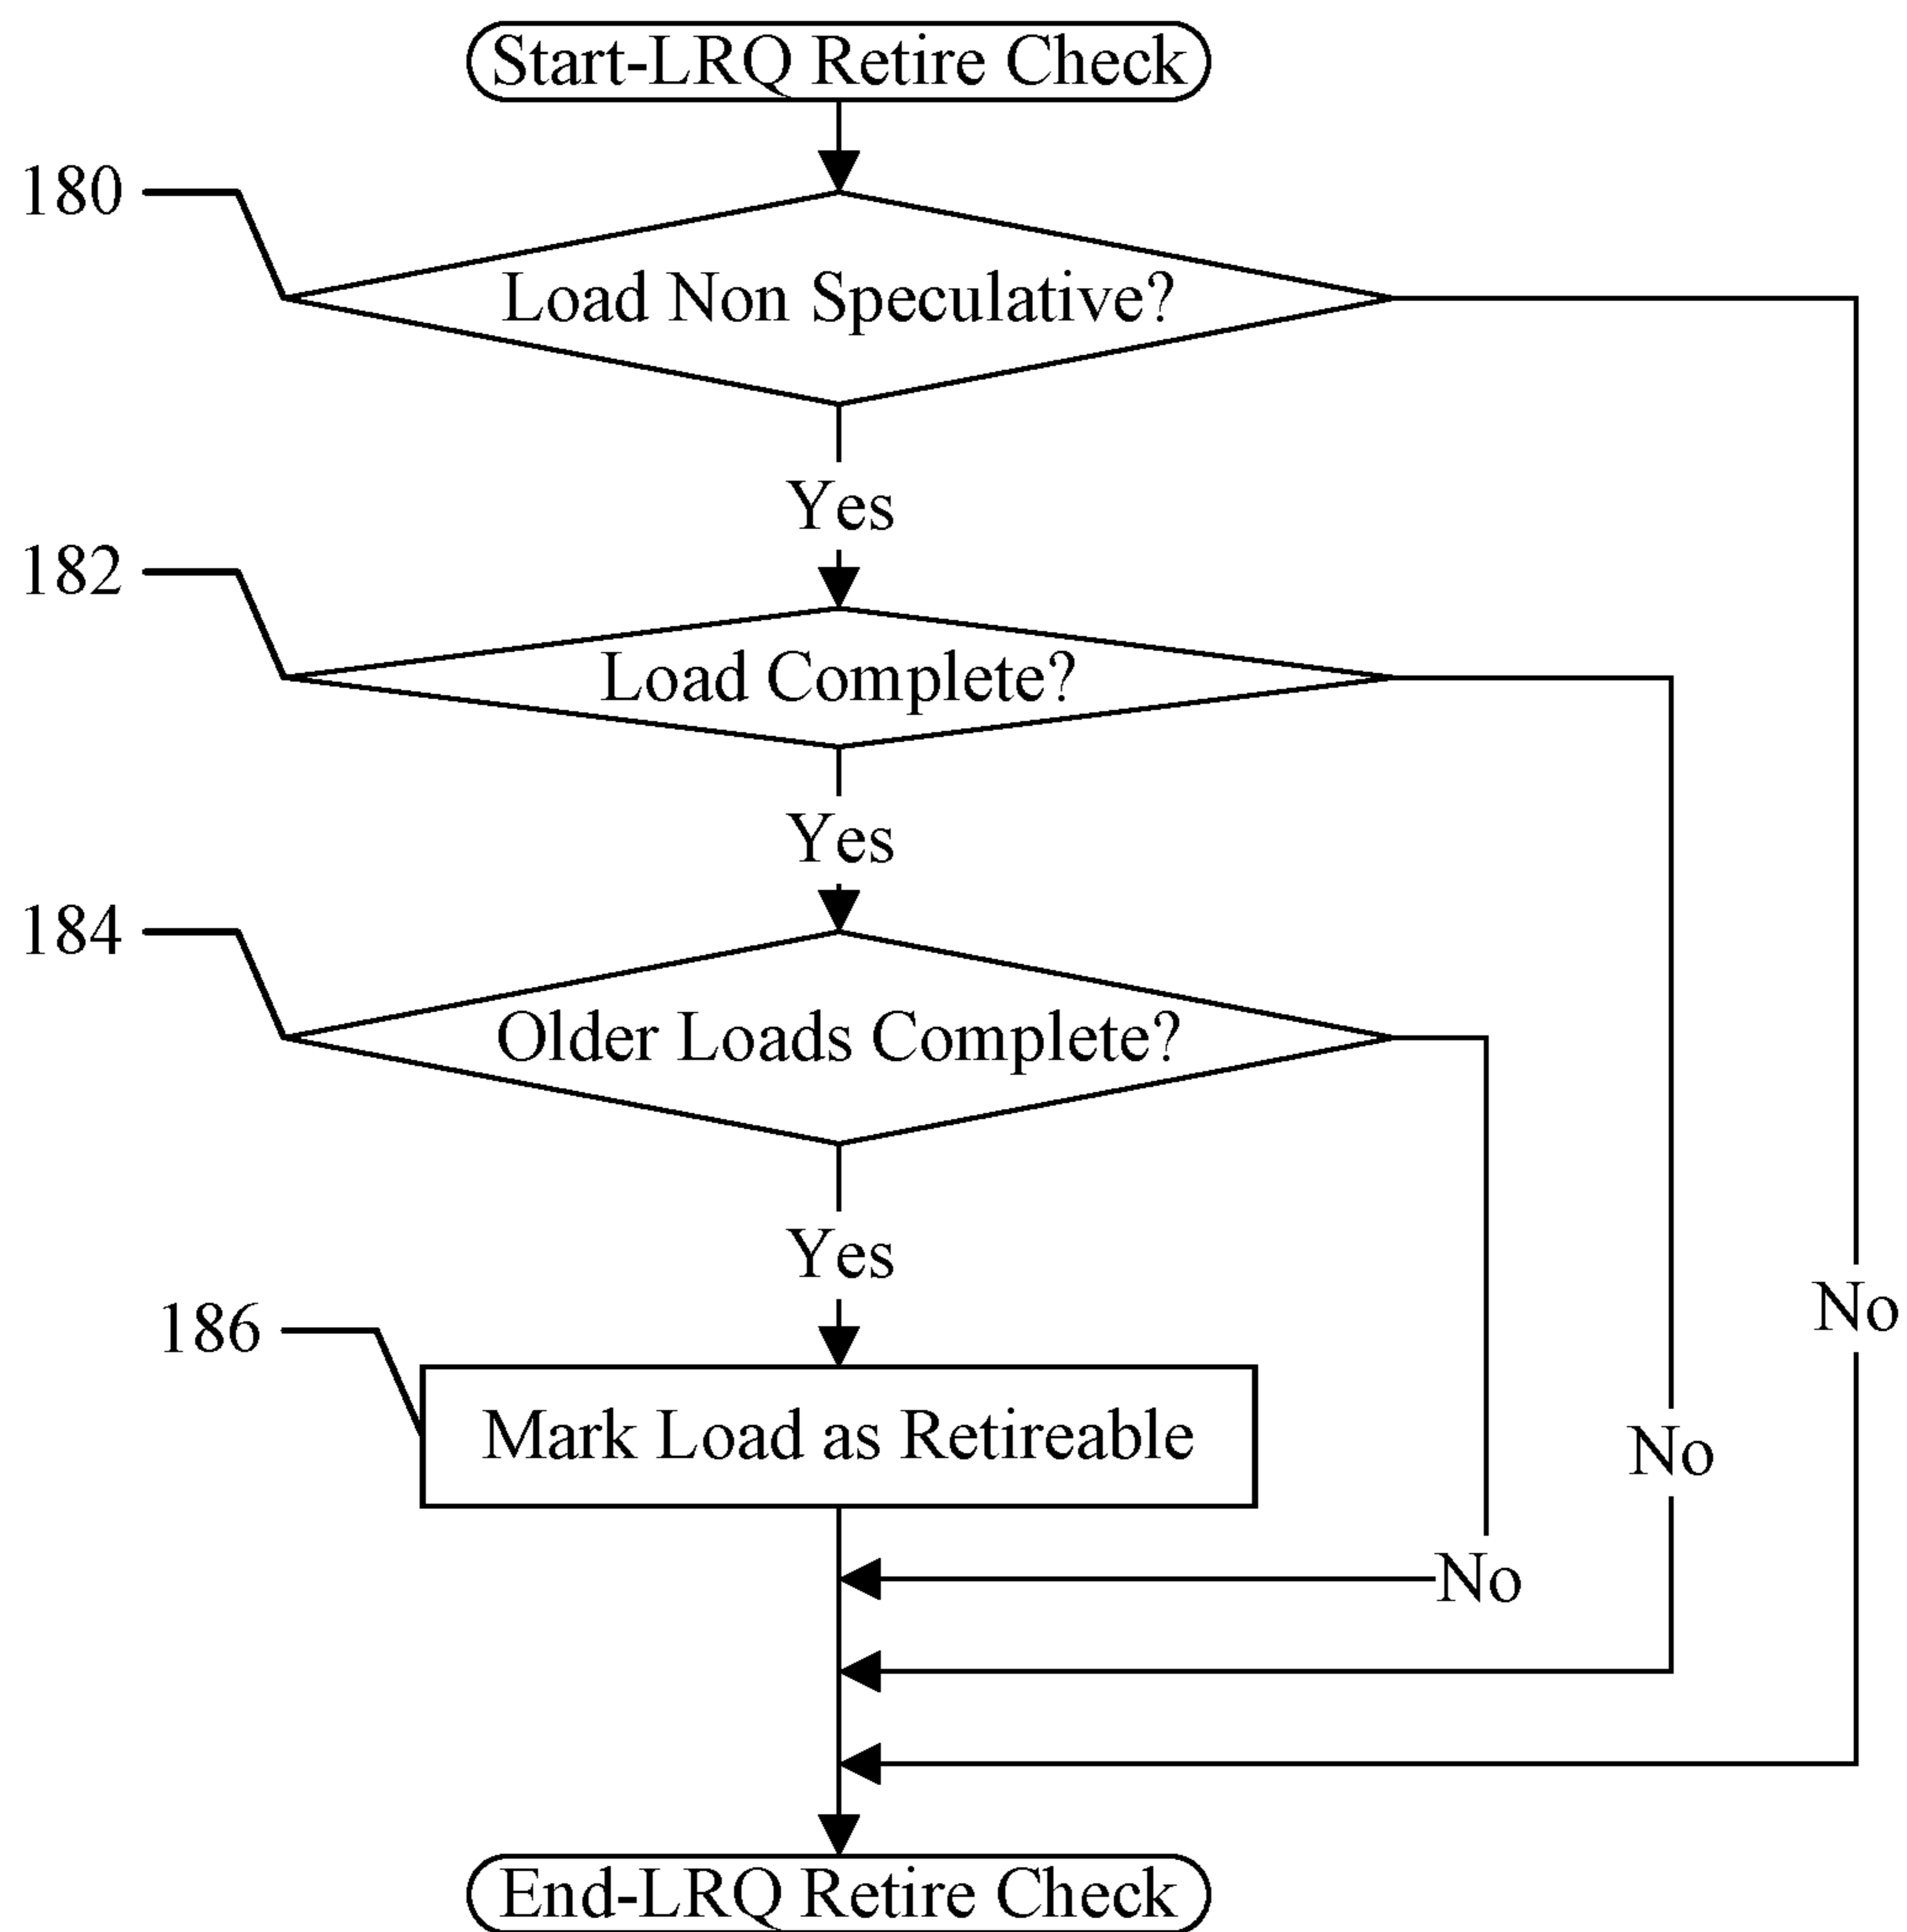 Start-LRQ Retire Check
180
Load Non Speculative?
Yes
182
Load Complete?
Yes
184
Older Loads Complete?
Yes
No
186
Mark Load as Retireable
No
No
End-LRQ Retire Check